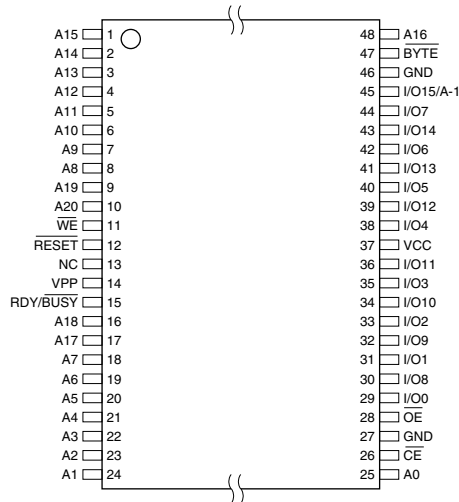 A15 1 48 A16
A14 2 47 BYTE
A13 3 46 GND
A12 4 45 I/O15/A-1
A11 5 44 I/O7
A10 6 43 I/O14
A9 7 42 I/O6
A8 8 41 I/O13
A19 9 40 I/O5
A20 10 39 I/O12
WE 11 38 I/O4
RESET 12 37 VCC
NC 13 36 I/O11
VPP 14 35 I/O3
RDY/BUSY 15 34 I/O10
A18 16 33 I/O2
A17 17 32 I/O9
A7 18 31 I/O1
A6 19 30 I/O8
A5 20 29 I/O0
A4 21 28 OE
A3 22 27 GND
A2 23 26 CE
A1 24 25 A0